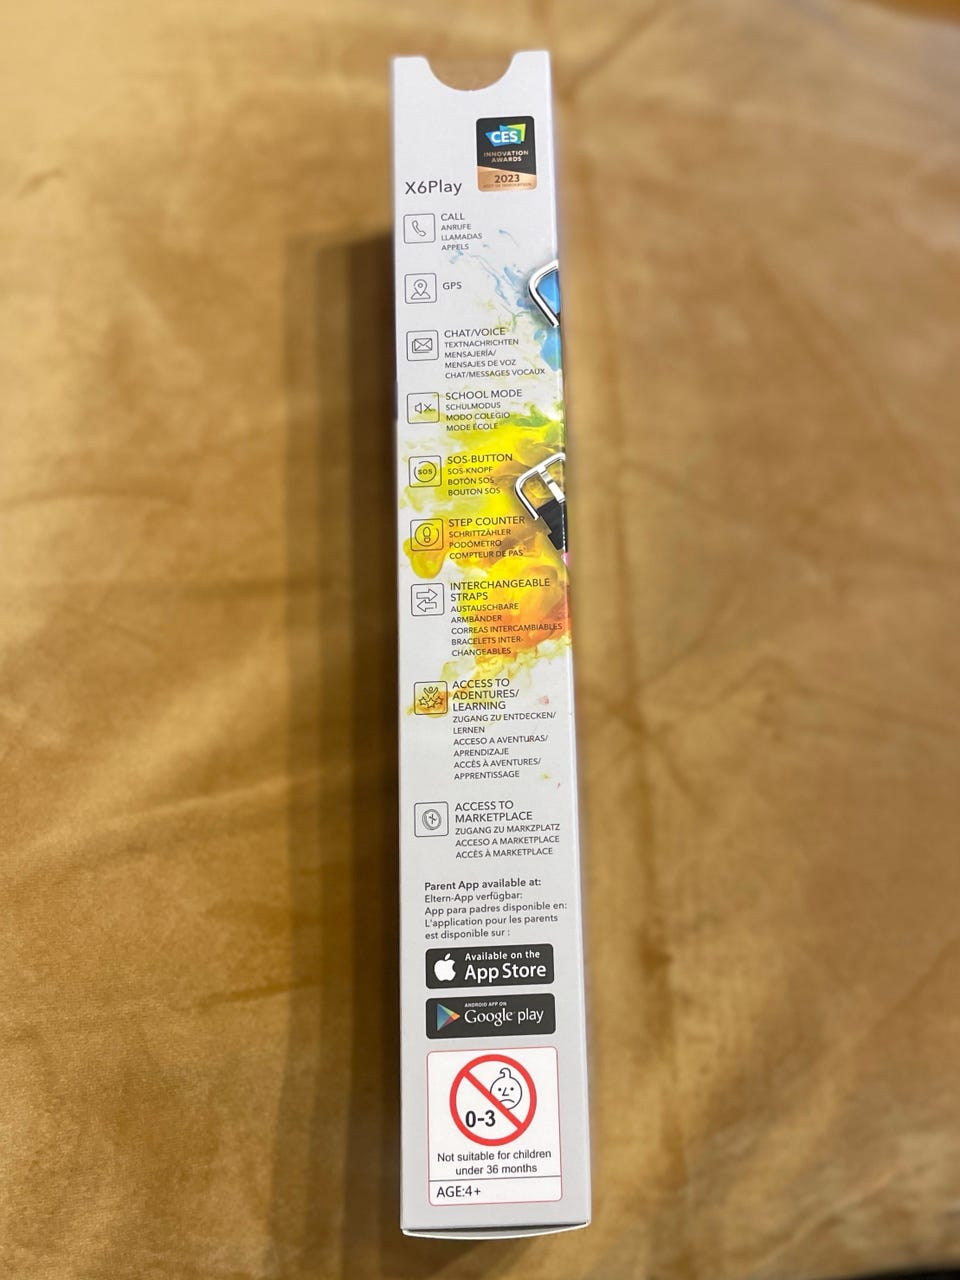 CES
INNOVATION
AWARDS
2023
BEST OF INNOVATION
X6Play
CALL
ANRUFE
LLAMADAS
APPELS
GPS
CHAT/VOICE
TEXTNACHRICHTEN
MENSAJERÍA/
MENSAJES DE VOZ
CHAT/MESSAGES VOCAUX
SCHOOL MODE
SCHULMODUS
MODO COLEGIO
MODE ÉCOLE
SOS
SOS-BUTTON
SOS-KNOPF
BOTÓN SOS
BOUTON SOS
STEP COUNTER
SCHRITTZÄHLER
PODÓMETRO
COMPTEUR DE PAS
INTERCHANGEABLE
STRAPS
AUSTAUSCHBARE
ARMBÄNDER
CORREAS INTERCAMBIABLES
BRACELETS INTER-
CHANGEABLES
ACCESS TO
ADENTURES/
LEARNING
ZUGANG ZU ENTDECKEN/
LERNEN
ACCESO A AVENTURAS/
APRENDIZAJE
ACCÈS À AVENTURES/
APPRENTISSAGE
ACCESS TO
MARKETPLACE
ZUGANG ZU MARKZPLATZ
ACCESO A MARKETPLACE
ACCÈS À MARKETPLACE
Parent App available at:
Eltern-App verfügbar:
App para padres disponible en:
L'application pour les parents
est disponible sur :
Available on the
App Store
ANDROID APP ON
Google play
0-3
Not suitable for children
under 36 months
AGE:4+